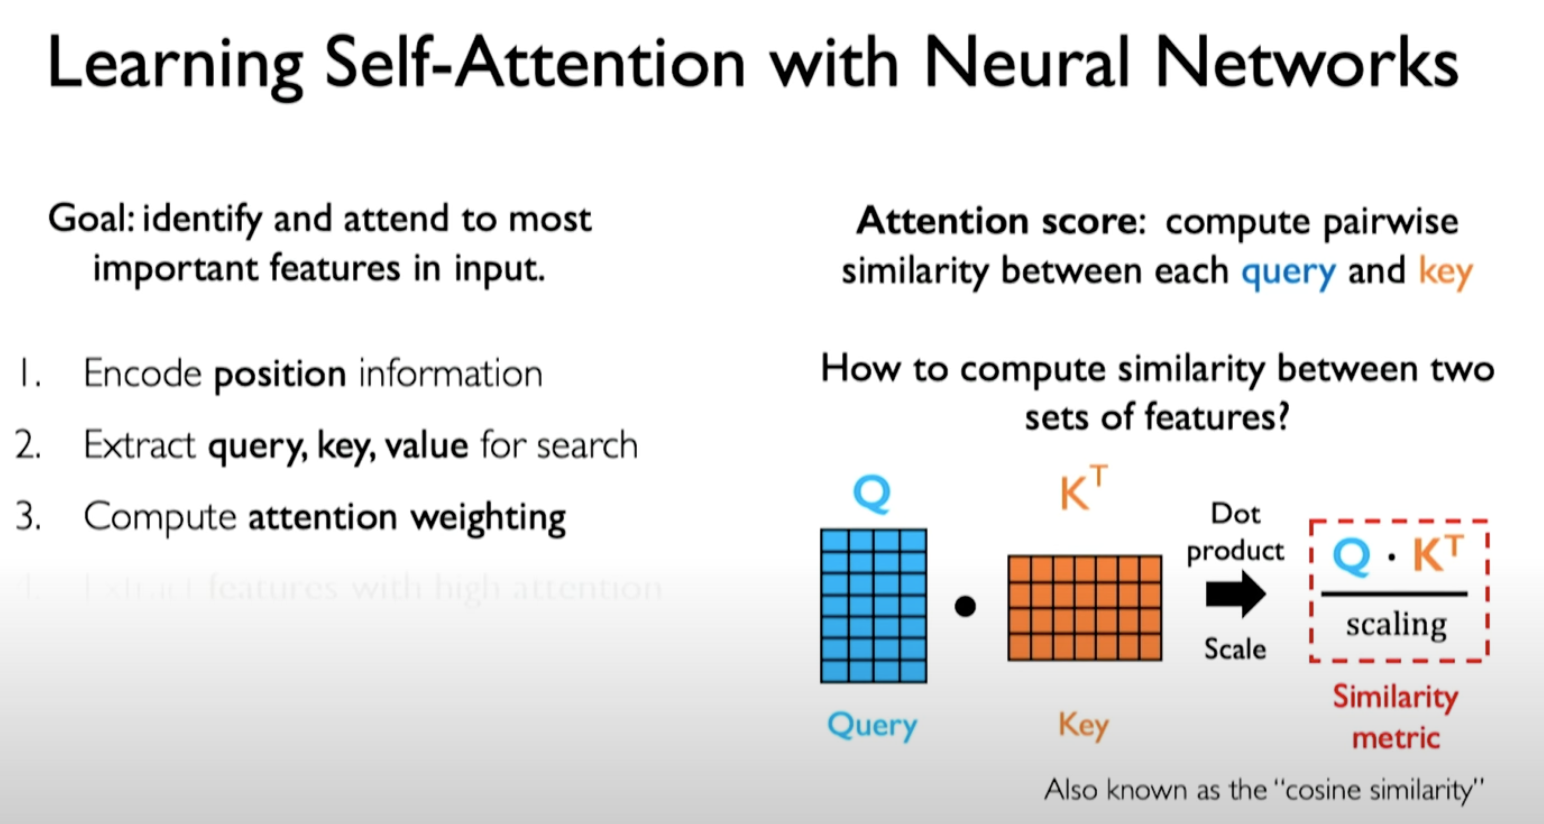 Learning Self-Attention with Neural Networks
Goal: identify and attend to most
important features in input.
1. Encode position information
2. Extract query, key, value for search
3. Compute attention weighting
4. Extract features with high attention
Attention score: compute pairwise
similarity between each query and key
How to compute similarity between two
sets of features?
Q
Kᵀ
Query
Key
Dot
product
Scale
Q · Kᵀ
scaling
Similarity
metric
Also known as the “cosine similarity”